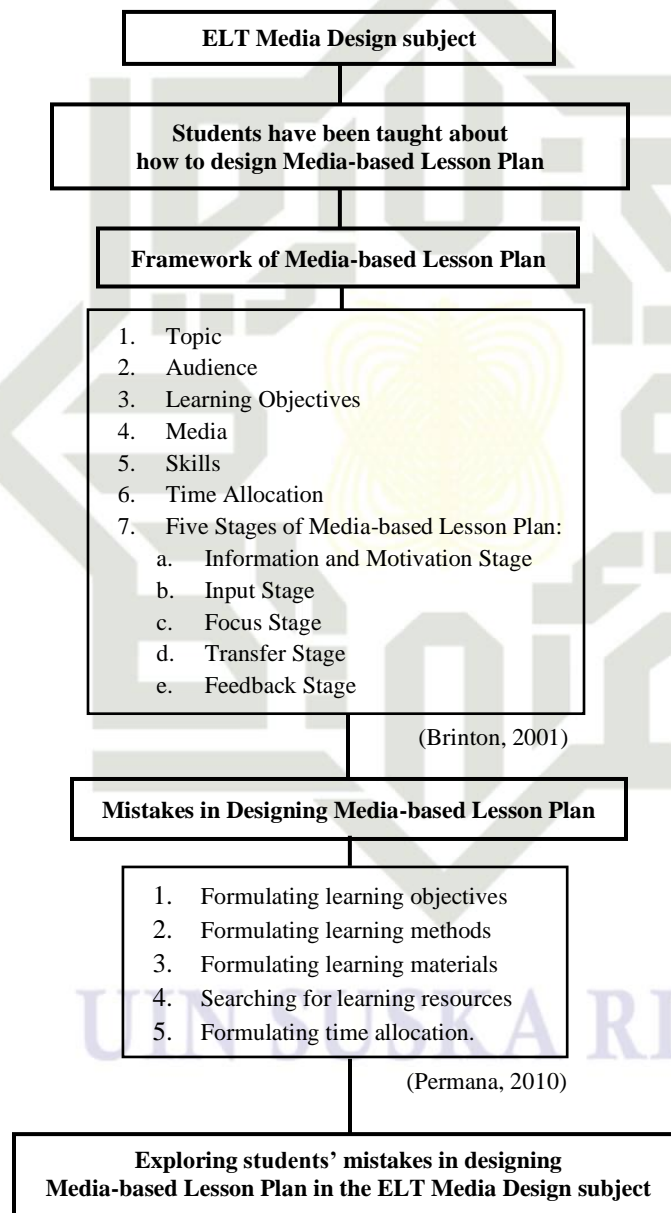 ELT Media Design subject
Students have been taught about
how to design Media-based Lesson Plan
Framework of Media-based Lesson Plan
1. Topic
2. Audience
3. Learning Objectives
4. Media
5. Skills
6. Time Allocation
7. Five Stages of Media-based Lesson Plan:
a. Information and Motivation Stage
b. Input Stage
c. Focus Stage
d. Transfer Stage
e. Feedback Stage
(Brinton, 2001)
Mistakes in Designing Media-based Lesson Plan
1. Formulating learning objectives
2. Formulating learning methods
3. Formulating learning materials
4. Searching for learning resources
5. Formulating time allocation.
UIN SUSKA RI
(Permana, 2010)
Exploring students’ mistakes in designing
Media-based Lesson Plan in the ELT Media Design subject